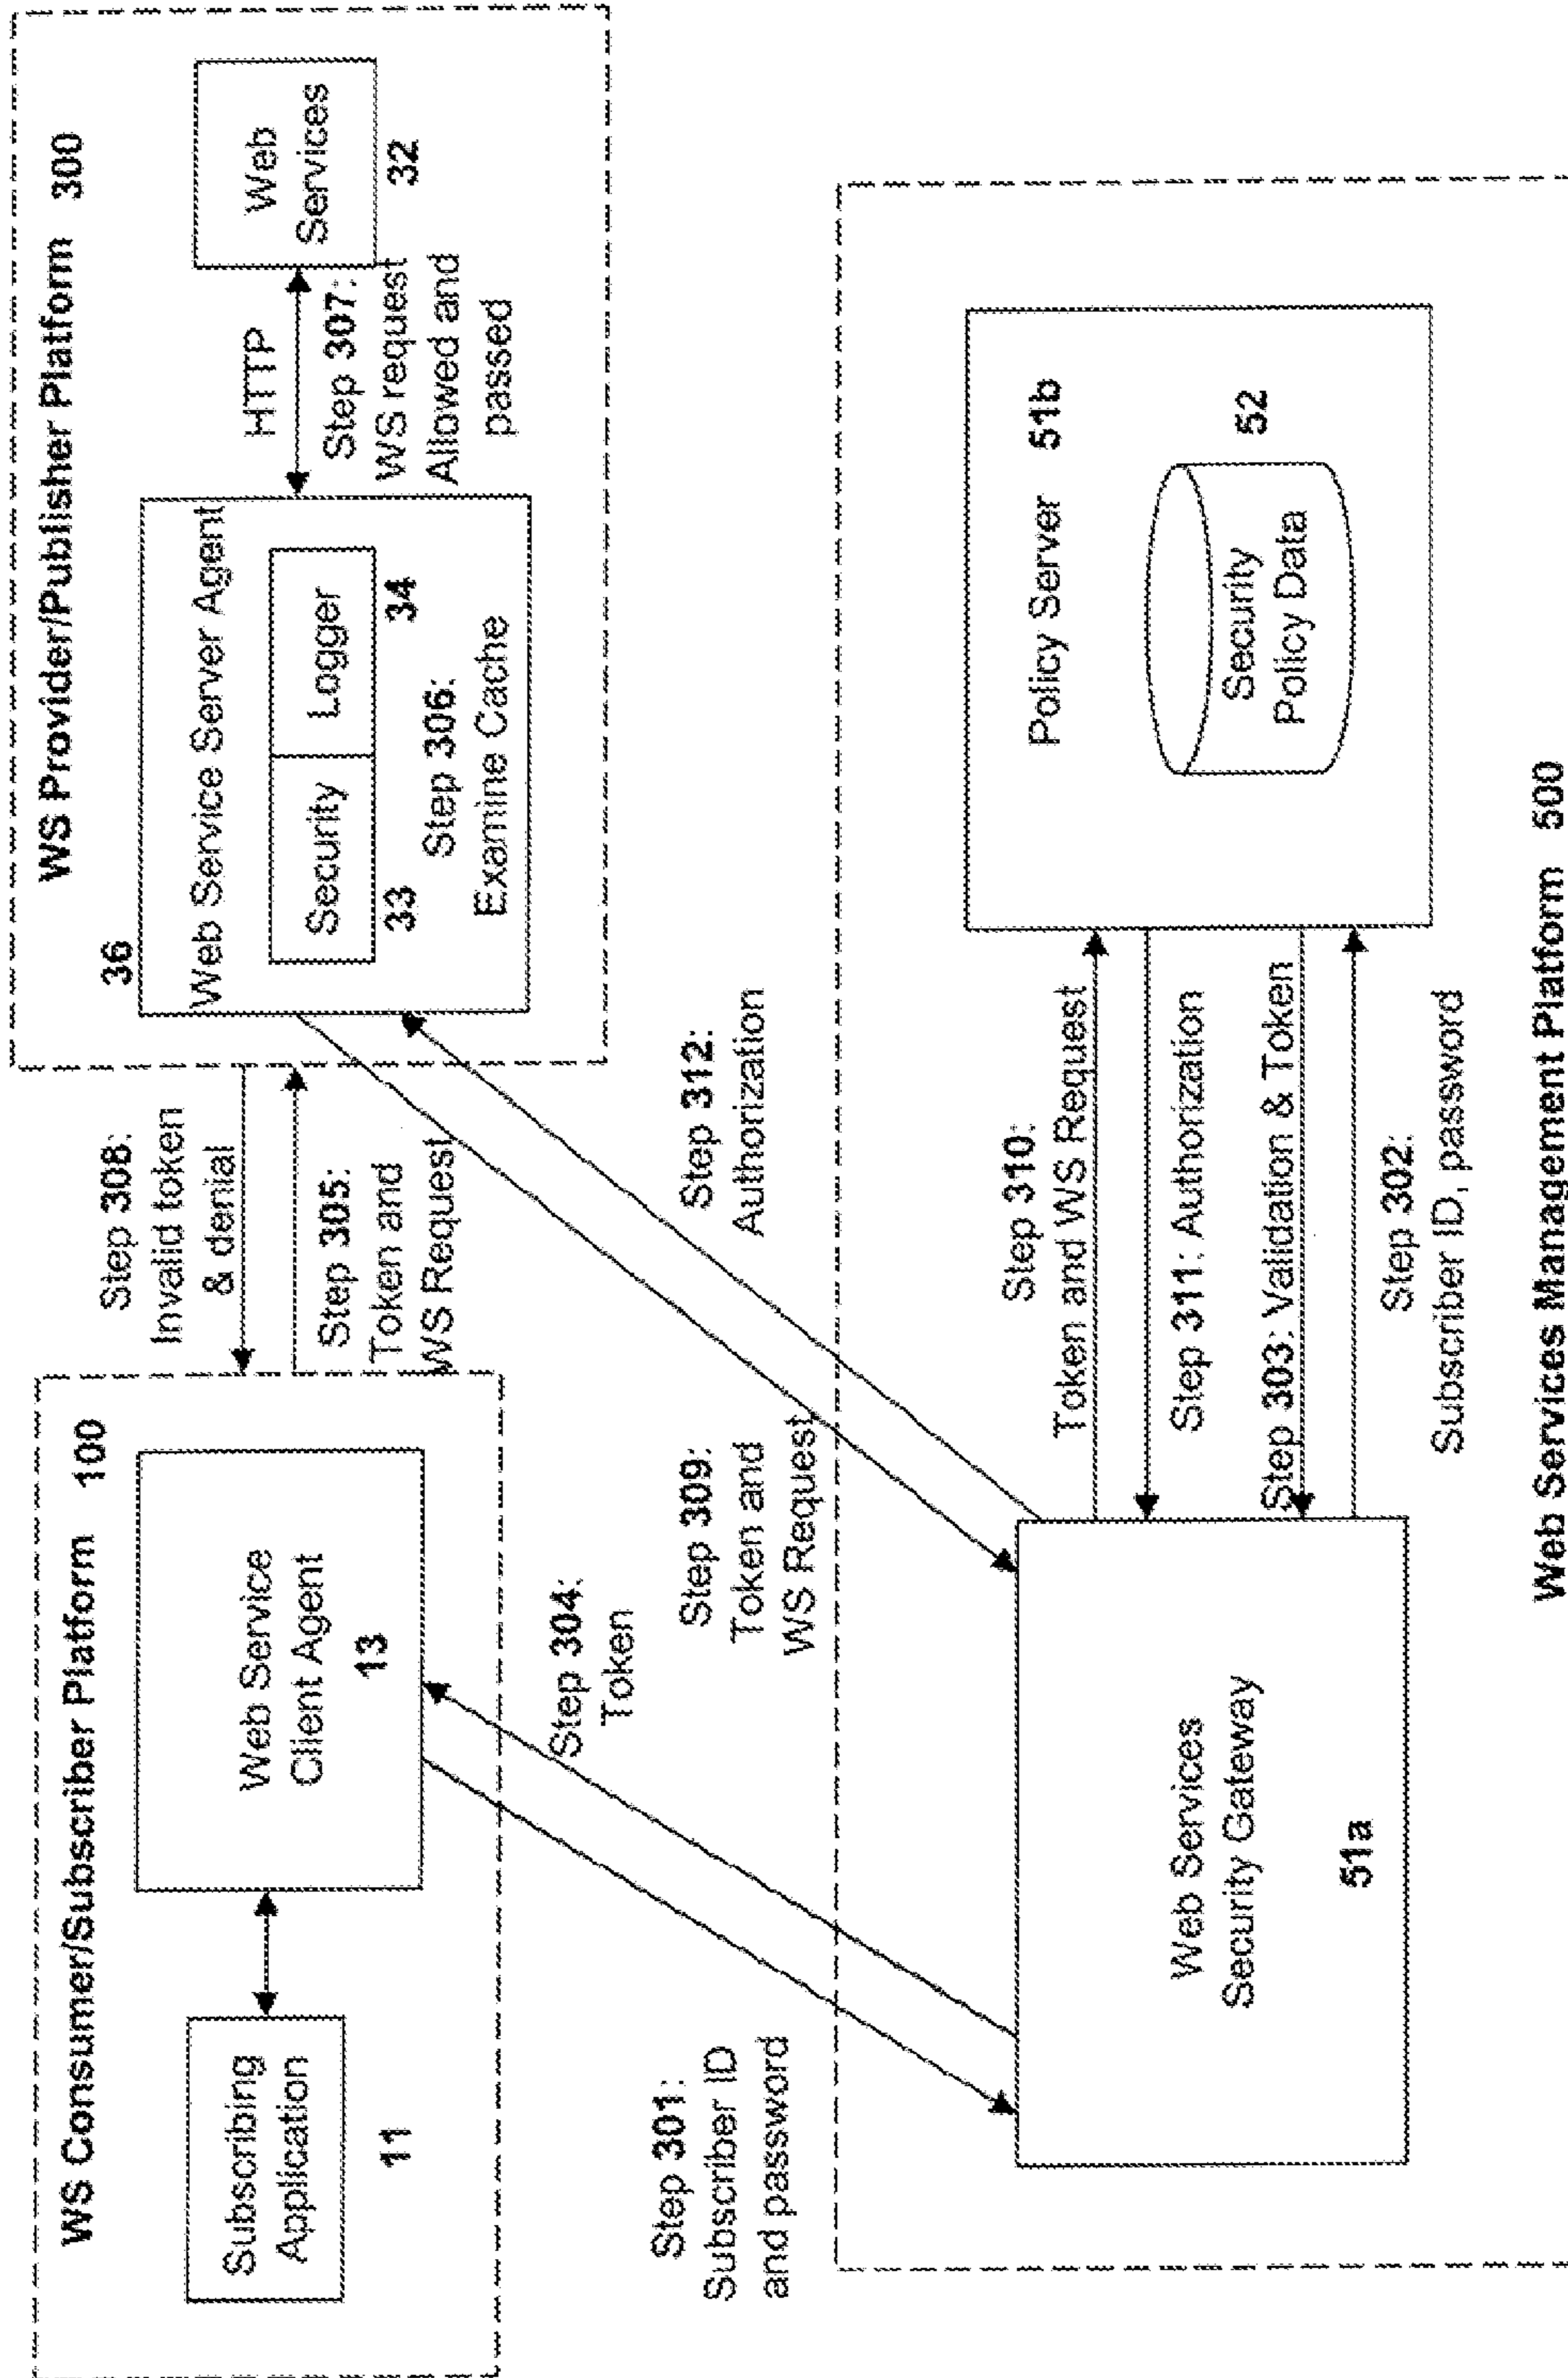 WS Consumer/Subscriber Platform 100
Subscribing
Application
11
Web Service
Client Agent
13
WS Provider/Publisher Platform 300
36
Web Service Server Agent
Security
Logger
33
34
Step 306:
Examine Cache
HTTP
Step 307:
WS request
Allowed and
passed
Web
Services
32
Step 308:
Invalid token
& denial
Step 305:
Token and
WS Request
Step 301:
Subscriber ID
and password
Step 304:
Token
Step 309:
Token and
WS Request
Step 312:
Authorization
Web Services
Security Gateway
51a
Step 310:
Token and WS Request
Step 311: Authorization
Step 303: Validation & Token
Step 302:
Subscriber ID, password
Policy Server 51b
Security
Policy Data
52
Web Services Management Platform 500